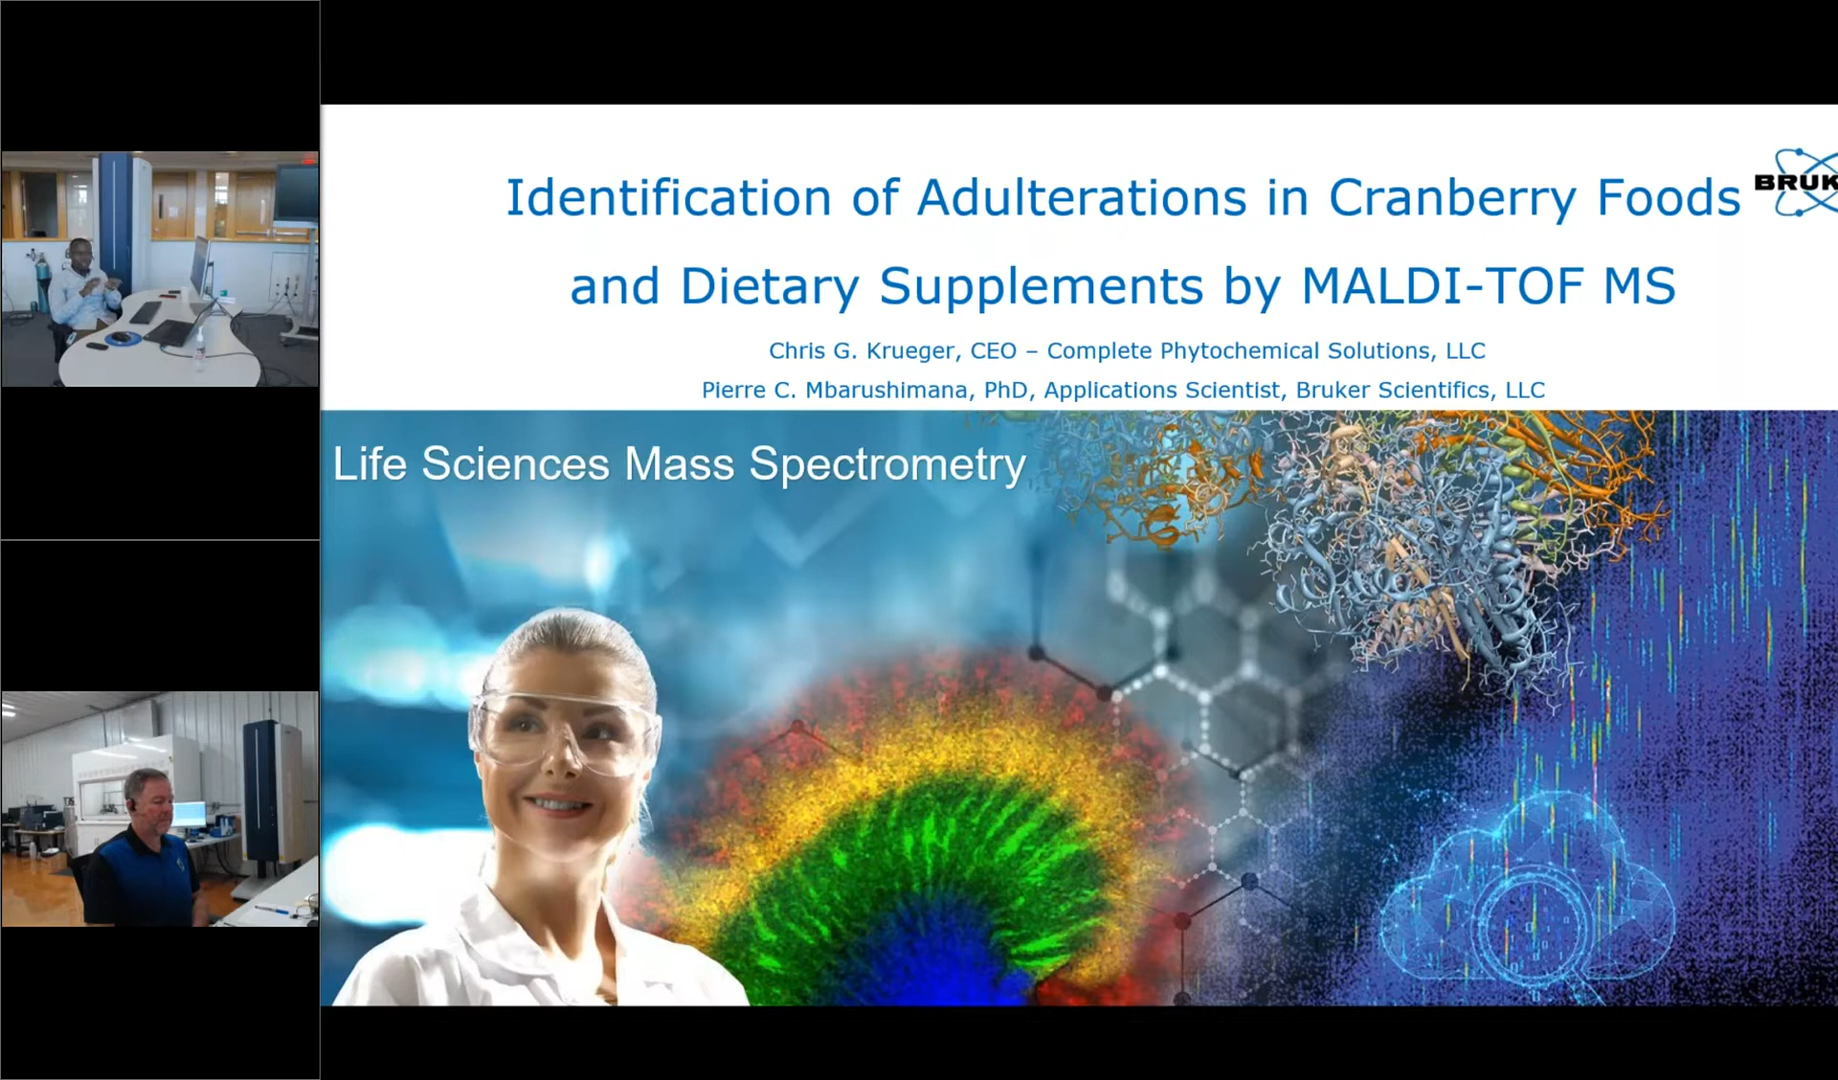 Identification of Adulterations in Cranberry Foods
and Dietary Supplements by MALDI-TOF MS
BRUK
Chris G. Krueger, CEO – Complete Phytochemical Solutions, LLC
Pierre C. Mbarushimana, PhD, Applications Scientist, Bruker Scientifics, LLC
Life Sciences Mass Spectrometry